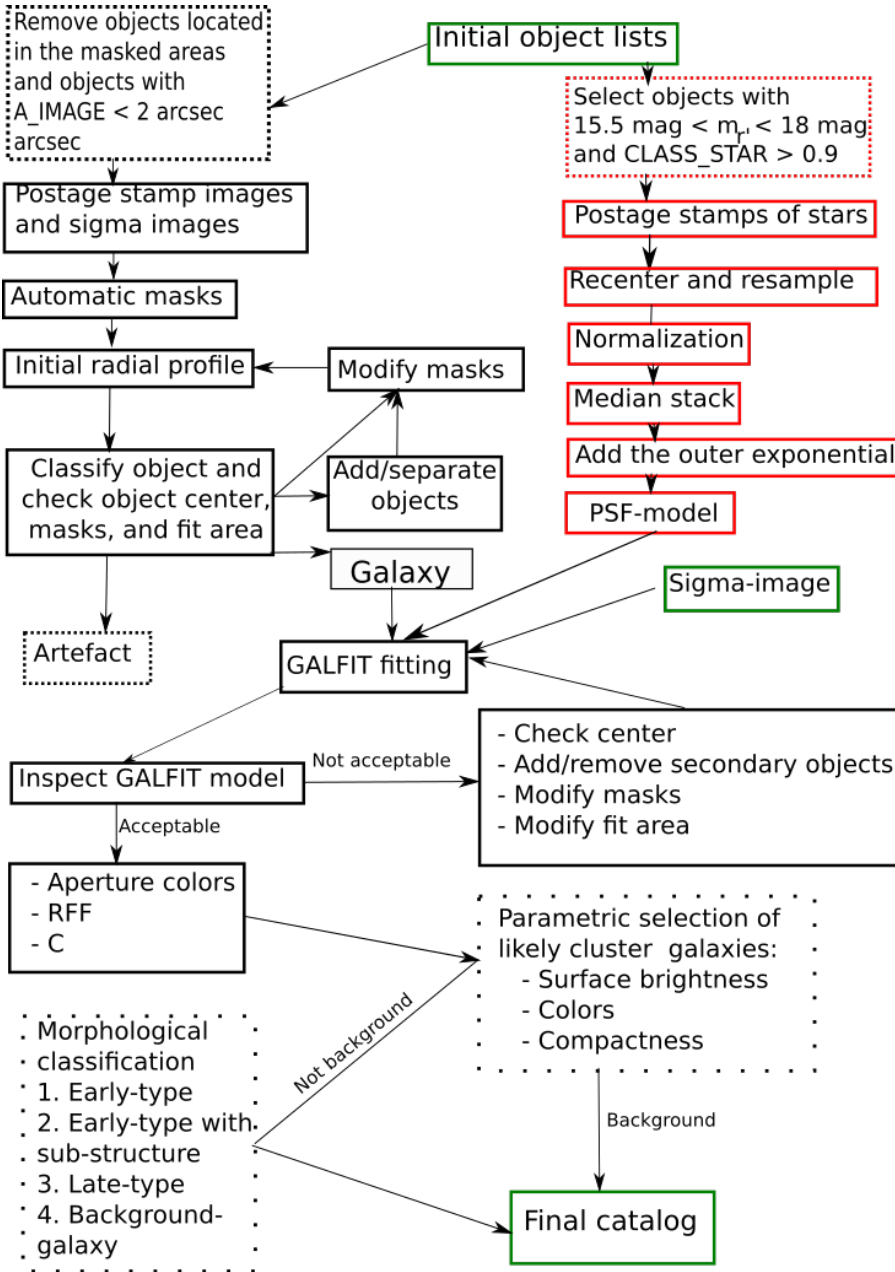 Remove objects located
in the masked areas
and objects with
A_IMAGE < 2 arcsec
arcsec
Initial object lists
Select objects with
15.5 mag < m_r' < 18 mag
and CLASS_STAR > 0.9
Postage stamp images
and sigma images
Postage stamps of stars
Automatic masks
Recenter and resample
Initial radial profile
Modify masks
Normalization
Median stack
Classify object and
check object center,
masks, and fit area
Add/separate
objects
Add the outer exponential
PSF-model
Galaxy
Sigma-image
Artefact
GALFIT fitting
Inspect GALFIT model
Not acceptable
- Check center
- Add/remove secondary objects
- Modify masks
- Modify fit area
Acceptable
- Aperture colors
- RFF
- C
Parametric selection of
likely cluster galaxies:
- Surface brightness
- Colors
- Compactness
Not background
Morphological
classification
1. Early-type
2. Early-type with
sub-structure
3. Late-type
4. Background-
galaxy
Background
Final catalog